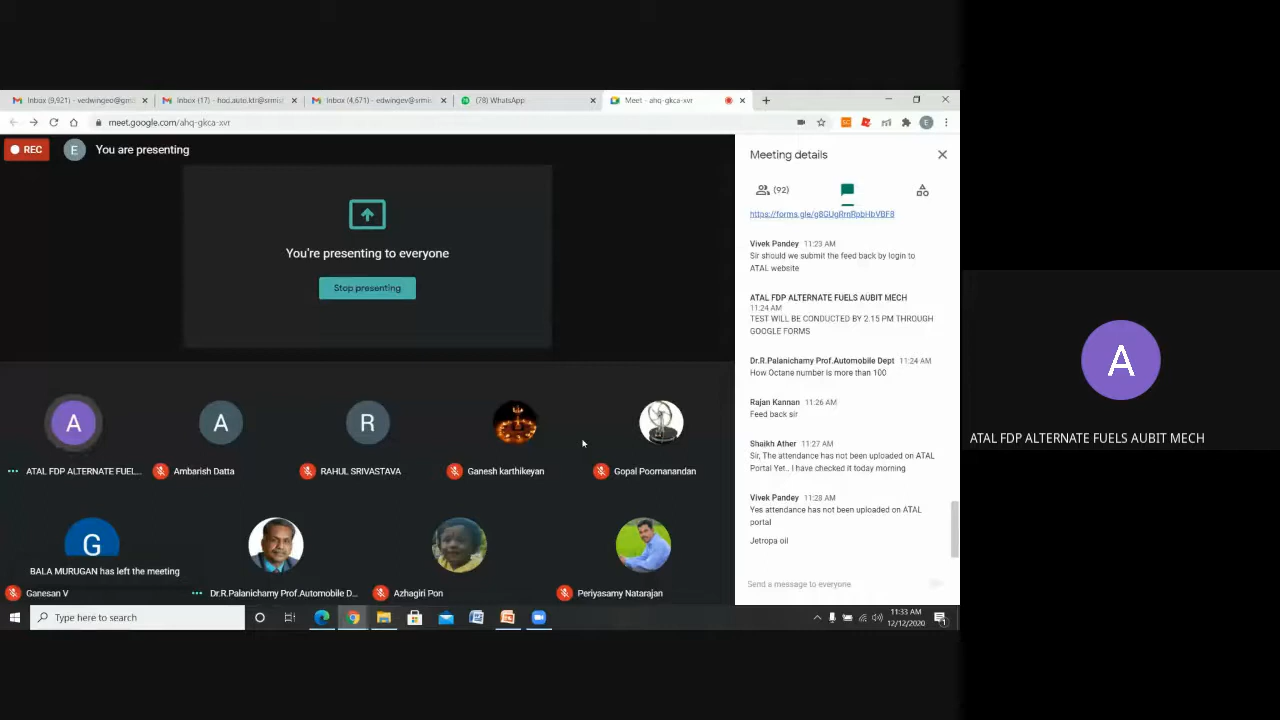 Inbox (9,921) - vedwingeo@gm
Inbox (17) - hod.auto.ktr@srmis
Inbox (4,671) - edwingev@srmis
(78) WhatsApp
Meet - ahq-gkca-xvr
meet.google.com/ahq-gkca-xvr
E
REC
E
You are presenting
You're presenting to everyone
Stop presenting
Meeting details
(92)
Vivek Pandey 11:23 AM
Sir should we submit the feed back by login to
ATAL website
ATAL FDP ALTERNATE FUELS AUBIT MECH
11:24 AM
TEST WILL BE CONDUCTED BY 2.15 PM THROUGH
GOOGLE FORMS
Dr.R.Palanichamy Prof.Automobile Dept 11:24 AM
How Octane number is more than 100
Rajan Kannan 11:26 AM
Feed back sir
Shaikh Ather 11:27 AM
Sir, The attendance has not been uploaded on ATAL
Portal Yet.. I have checked it today morning
Vivek Pandey 11:28 AM
Yes attendance has not been uploaded on ATAL
portal
Jetropa oil
Send a message to everyone
A
ATAL FDP ALTERNATE FUEL...
A
Ambarish Datta
R
RAHUL SRIVASTAVA
Ganesh karthikeyan
Gopal Poornanandan
G
BALA MURUGAN has left the meeting
Ganesan V
Dr.R.Palanichamy Prof.Automobile D...
Azhagiri Pon
Periyasamy Natarajan
Type here to search
11:33 AM
12/12/2020
A
ATAL FDP ALTERNATE FUELS AUBIT MECH